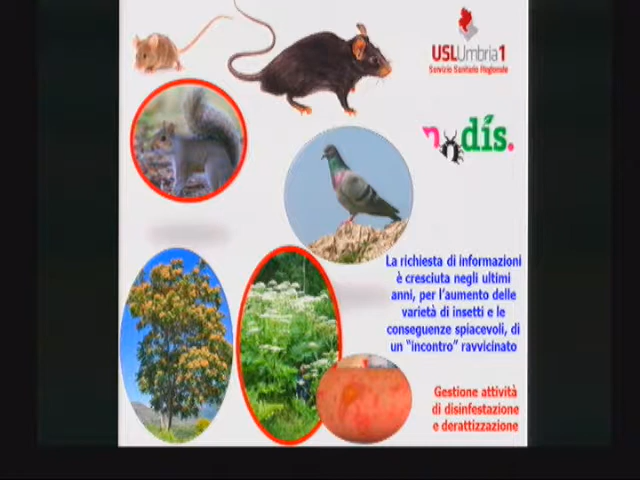 USLUmbria1
Servizio Sanitario Regionale
dís.
La richiesta di informazioni
è cresciuta negli ultimi
anni, per l'aumento delle
varietà di insetti e le
conseguenze spiacevoli, di
un "incontro" ravvicinato
Gestione attività
di disinfestazione
e derattizzazione